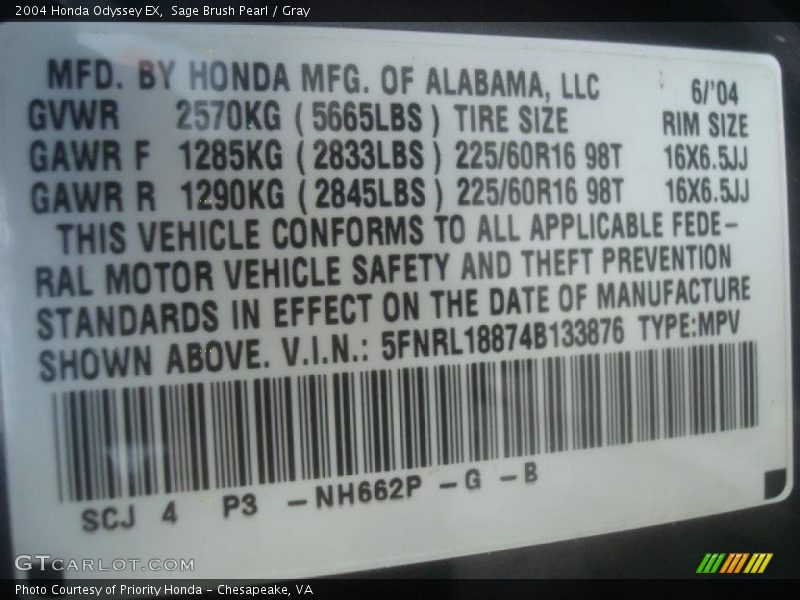 2004 Honda Odyssey EX,  Sage Brush Pearl / Gray
MFD. BY HONDA MFG. OF ALABAMA, LLC 6/'04
GVWR 2570KG ( 5665LBS ) TIRE SIZE RIM SIZE
GAWR F 1285KG ( 2833LBS ) 225/60R16 98T 16X6.5JJ
GAWR R 1290KG ( 2845LBS ) 225/60R16 98T 16X6.5JJ
THIS VEHICLE CONFORMS TO ALL APPLICABLE FEDE-
RAL MOTOR VEHICLE SAFETY AND THEFT PREVENTION
STANDARDS IN EFFECT ON THE DATE OF MANUFACTURE
SHOWN ABOVE. V.I.N.: 5FNRL18874B133876 TYPE:MPV
SCJ 4 P3 -NH662P -G -B
GTCARLOT.COM
Photo Courtesy of Priority Honda - Chesapeake, VA